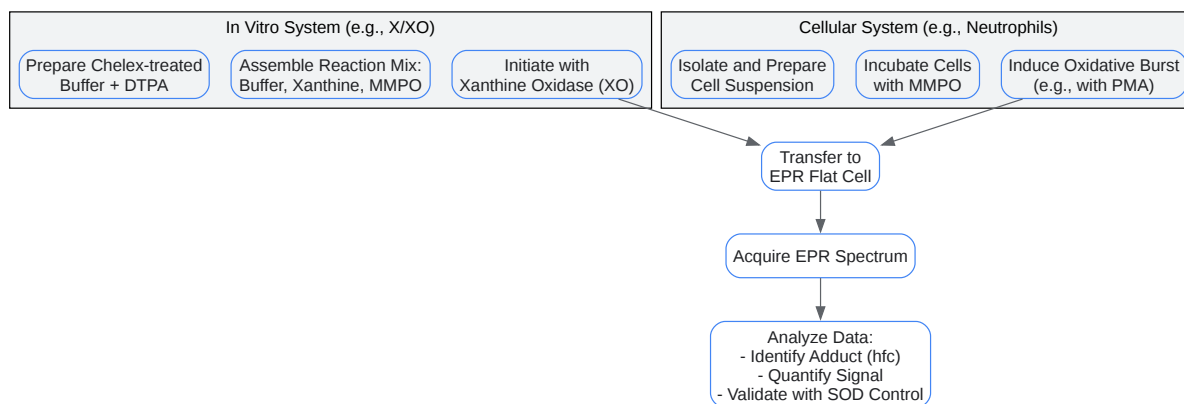 In Vitro System (e.g., X/XO)
Prepare Chelex-treated
Buffer + DTPA
Assemble Reaction Mix:
Buffer, Xanthine, MMPO
Initiate with
Xanthine Oxidase (XO)
Cellular System (e.g., Neutrophils)
Isolate and Prepare
Cell Suspension
Incubate Cells
with MMPO
Induce Oxidative Burst
(e.g., with PMA)
Transfer to
EPR Flat Cell
Acquire EPR Spectrum
Analyze Data:
- Identify Adduct (hfc)
- Quantify Signal
- Validate with SOD Control